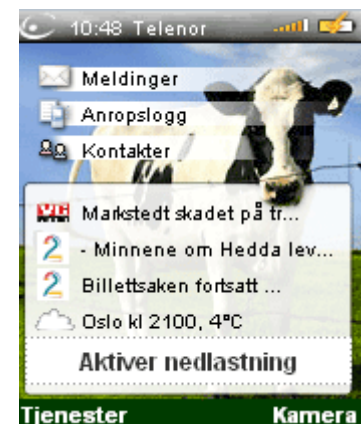 10:48 Telenor
Meldinger
Anropslogg
Kontakter
VG Markstedt skadet på tr...
2 - Minnene om Hedda lev...
2 Billettsaken fortsatt ...
Oslo kl 2100, 4°C
Aktiver nedlastning
Tjenester Kamera